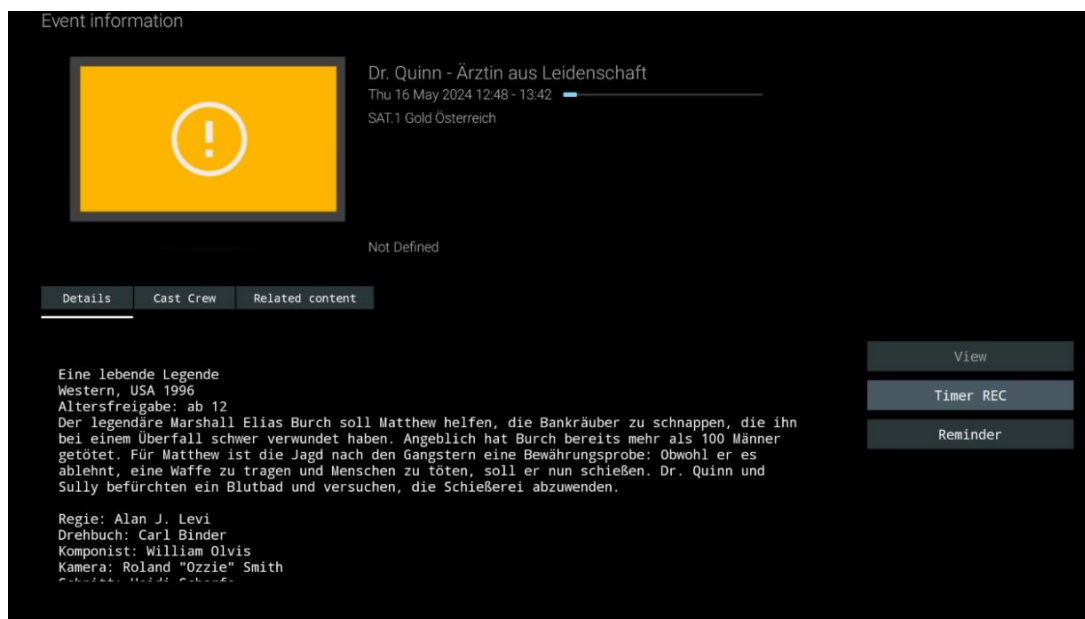 Event information
Dr. Quinn - Ärztin aus Leidenschaft
Thu 16 May 2024 12:48 - 13:42
SAT.1 Gold Österreich
Not Defined
Details Cast Crew Related content
View
Timer REC
Reminder
Eine lebende Legende
Western, USA 1996
Altersfreigabe: ab 12
Der legendäre Marshall Elias Burch soll Matthew helfen, die Bankräuber zu schnappen, die ihn
bei einem Überfall schwer verwundet haben. Angeblich hat Burch bereits mehr als 100 Männer
getötet. Für Matthew ist die Jagd nach den Gangstern eine Bewährungsprobe: Obwohl er es
ablehnt, eine Waffe zu tragen und Menschen zu töten, soll er nun schießen. Dr. Quinn und
Sully befürchten ein Blutbad und versuchen, die Schießerei abzuwenden.
Regie: Alan J. Levi
Drehbuch: Carl Binder
Komponist: William Olvis
Kamera: Roland "Ozzie" Smith